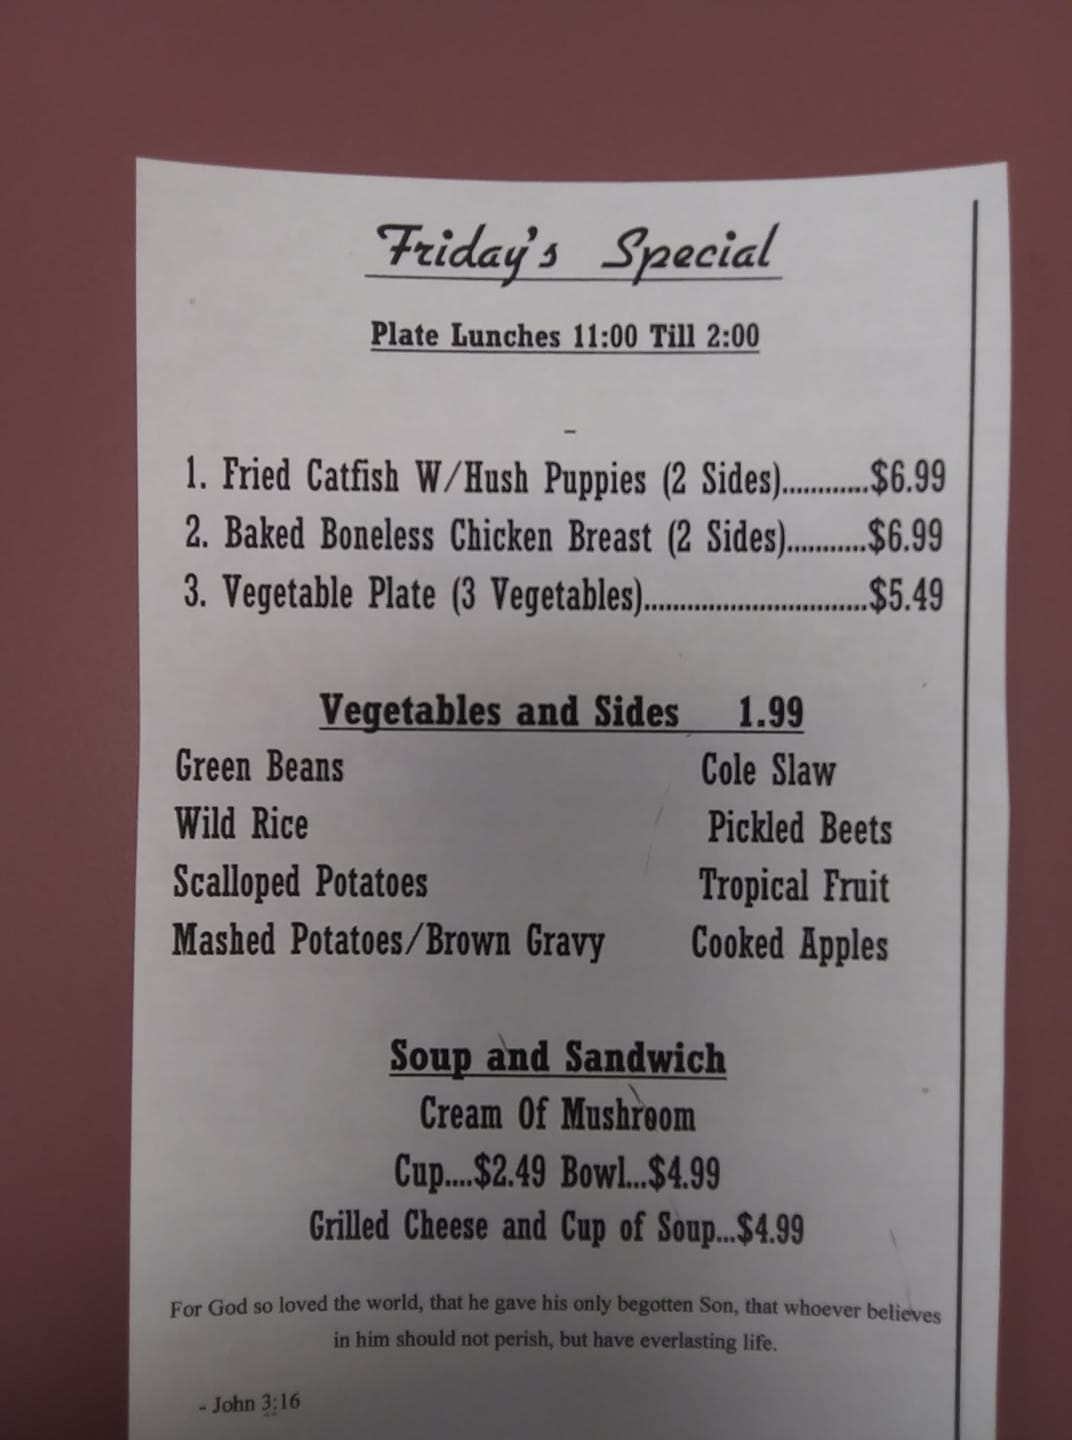 Friday's Special
Plate Lunches 11:00 Till 2:00
-
1. Fried Catfish W/Hush Puppies (2 Sides)............$6.99
2. Baked Boneless Chicken Breast (2 Sides)...........$6.99
3. Vegetable Plate (3 Vegetables)...............................$5.49
Vegetables and Sides 1.99
Green Beans Cole Slaw
Wild Rice Pickled Beets
Scalloped Potatoes Tropical Fruit
Mashed Potatoes/Brown Gravy Cooked Apples
Soup and Sandwich
Cream Of Mushroom
Cup....$2.49 Bowl...$4.99
Grilled Cheese and Cup of Soup...$4.99
For God so loved the world, that he gave his only begotten Son, that whoever believes
in him should not perish, but have everlasting life.
- John 3:16